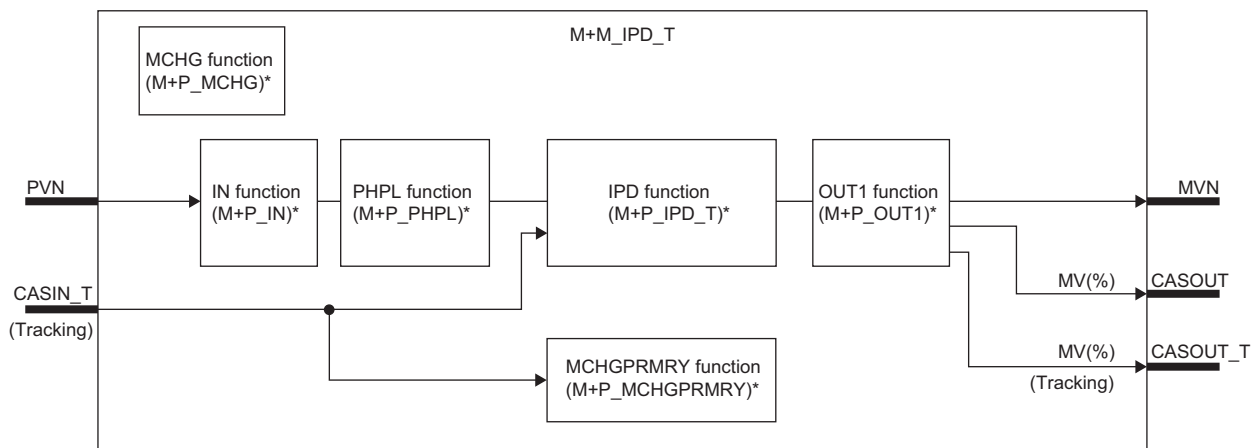 M+M_IPD_T
MCHG function
(M+P_MCHG)*
PVN
IN function
(M+P_IN)*
PHPL function
(M+P_PHPL)*
IPD function
(M+P_IPD_T)*
OUT1 function
(M+P_OUT1)*
MVN
CASIN_T
(Tracking)
MV(%)
CASOUT
MCHGPRMRY function
(M+P_MCHGPRMRY)*
MV(%)
(Tracking)
CASOUT_T